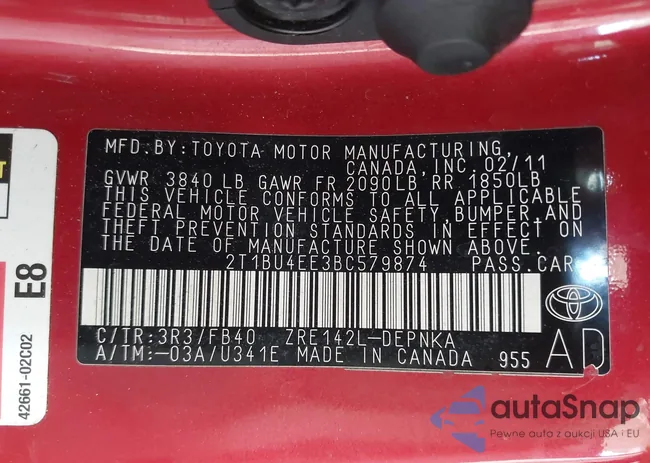 MFD. BY: TOYOTA MOTOR MANUFACTURING,
CANADA, INC. 02/11
GVWR 3840 LB GAWR FR 2090LB RR 1850LB
THIS VEHICLE CONFORMS TO ALL APPLICABLE
FEDERAL MOTOR VEHICLE SAFETY, BUMPER, AND
THEFT PREVENTION STANDARDS IN EFFECT ON
THE DATE OF MANUFACTURE SHOWN ABOVE.
2T1BU4EE3BC579874 PASS. CAR
C/TR: 3R3/FB40 ZRE142L-DEPNKA
A/TM: -03A/U341E MADE IN CANADA 955
AD
E8
42661-02C02
autaSnap
Pewne auta z aukcji USA i EU